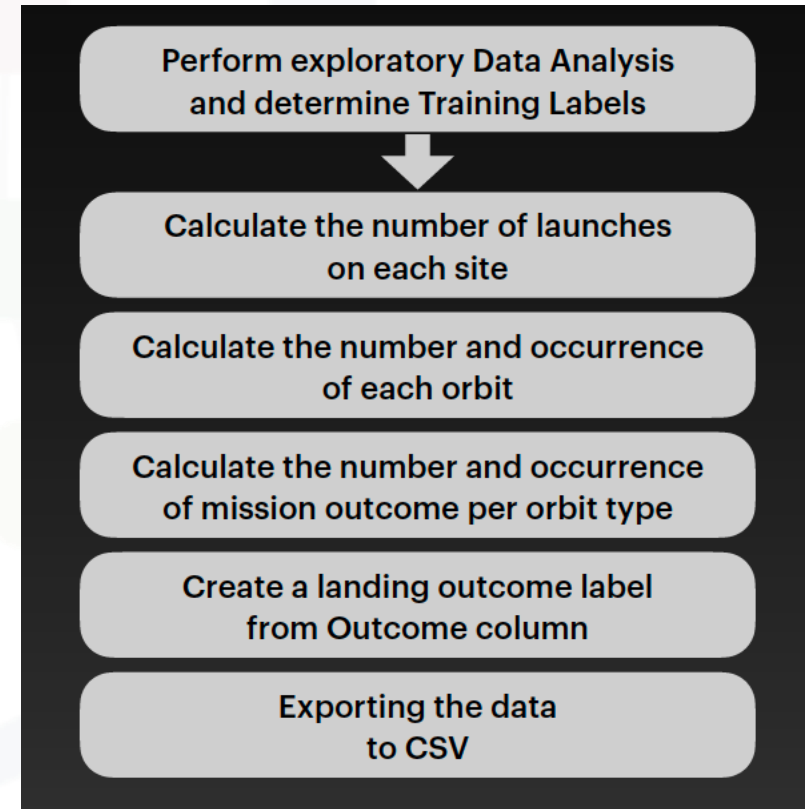 Perform exploratory Data Analysis
and determine Training Labels
Calculate the number of launches
on each site
Calculate the number and occurrence
of each orbit
Calculate the number and occurrence
of mission outcome per orbit type
Create a landing outcome label
from Outcome column
Exporting the data
to CSV